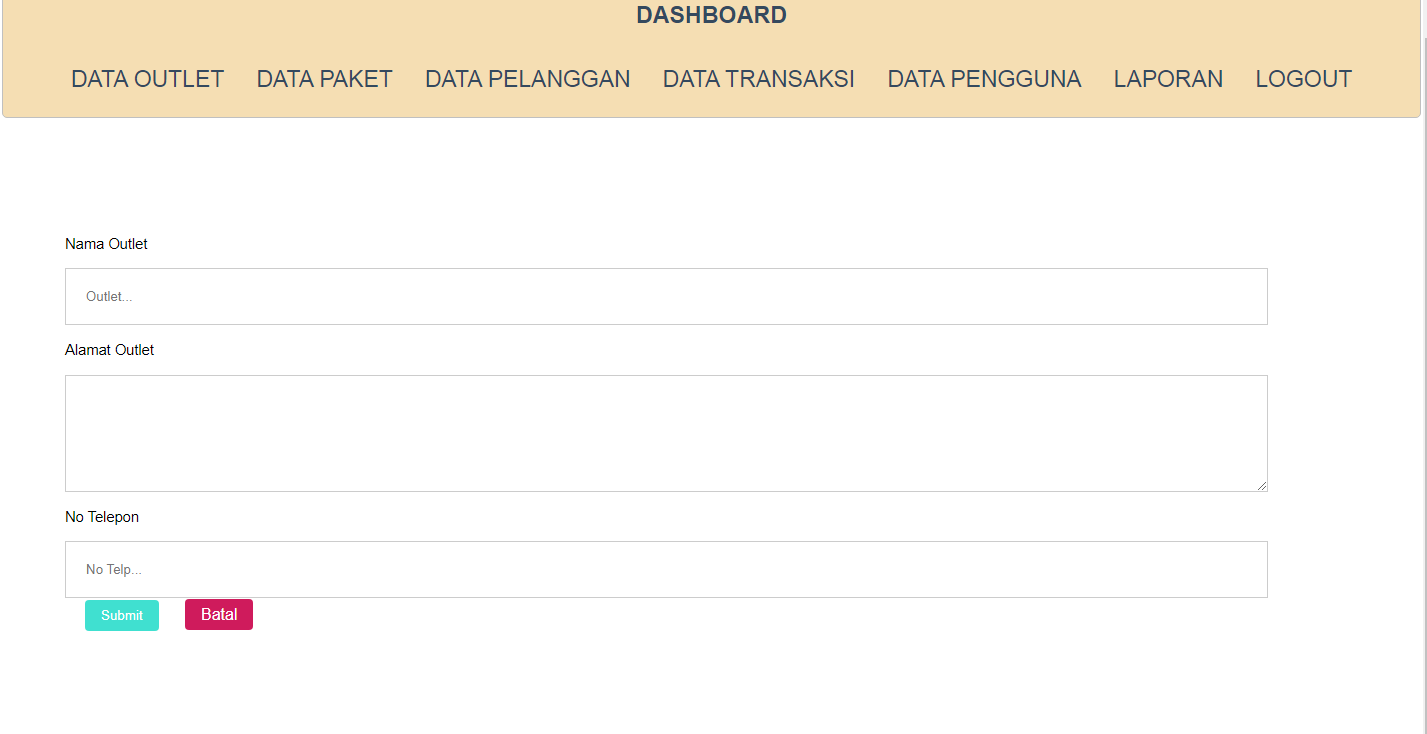 DASHBOARD
DATA OUTLET DATA PAKET DATA PELANGGAN DATA TRANSAKSI DATA PENGGUNA LAPORAN LOGOUT
Nama Outlet
Outlet...
Alamat Outlet
No Telepon
No Telp...
Submit Batal